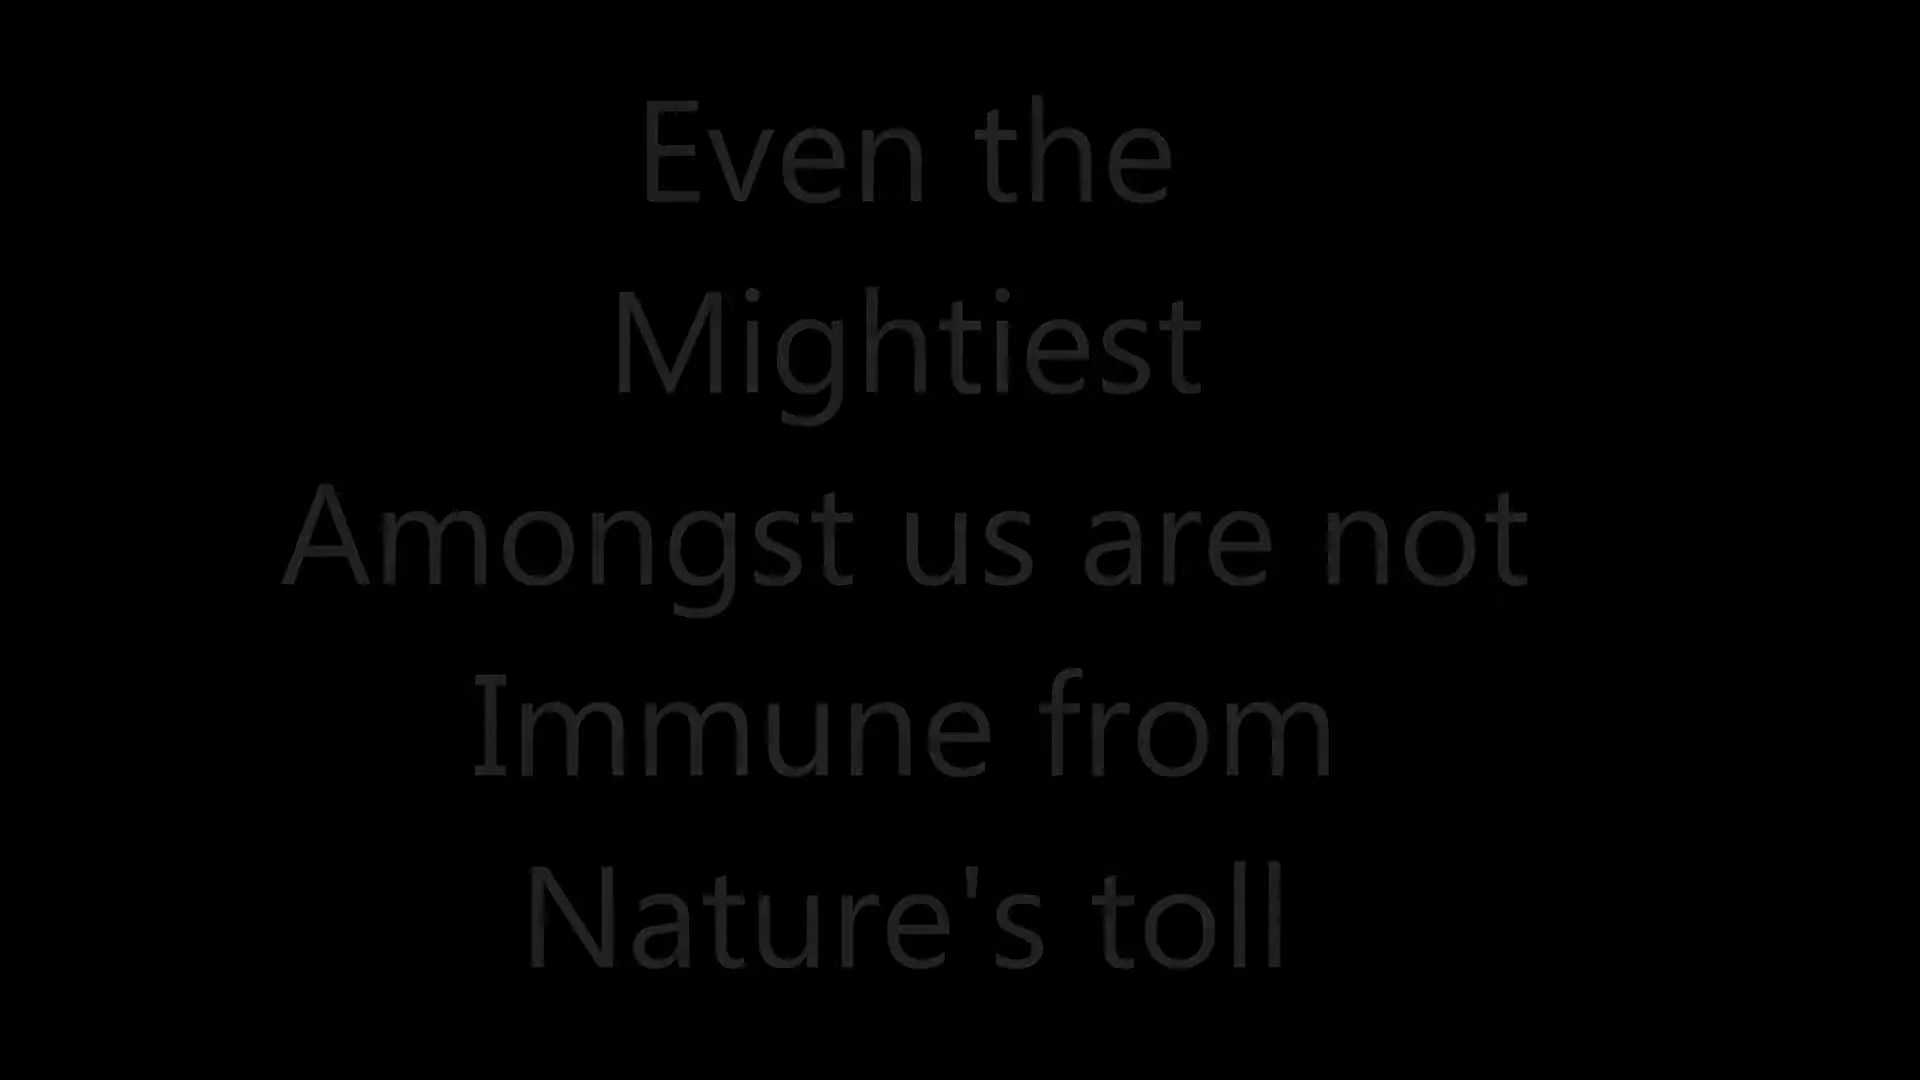 Even the
Mightiest
Amongst us are not
Immune from
Nature's toll